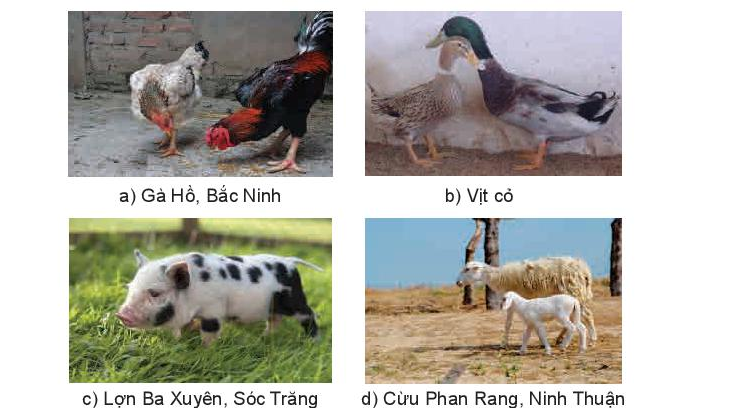 a) Gà Hồ, Bắc Ninh
b) Vịt cỏ
c) Lợn Ba Xuyên, Sóc Trăng
d) Cừu Phan Rang, Ninh Thuận